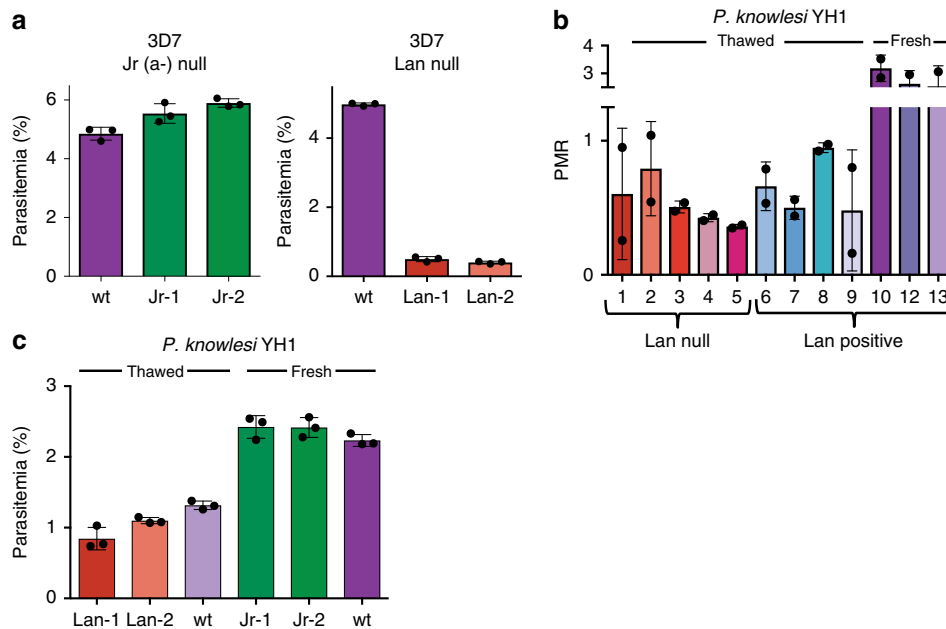 a
3D7
Jr (a-) null
Parasitemia (%)
6
4
2
0
wt Jr-1 Jr-2
3D7
Lan null
Parasitemia (%)
4
2
0
wt Lan-1 Lan-2
b
P. knowlesi YH1
Thawed Fresh
PMR
4
3
1
0
1 2 3 4 5 6 7 8 9 10 12 13
Lan null Lan positive
c
P. knowlesi YH1
Thawed Fresh
Parasitemia (%)
3
2
1
0
Lan-1 Lan-2 wt Jr-1 Jr-2 wt